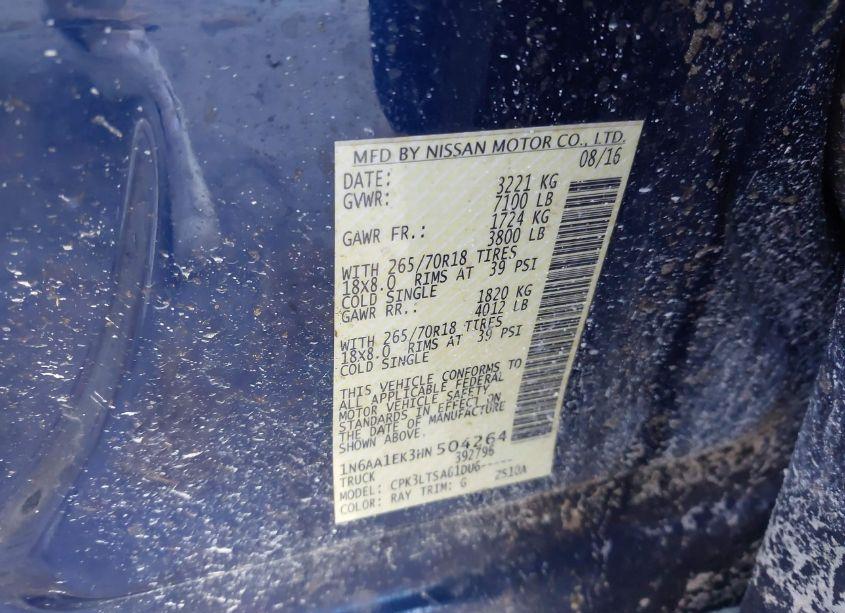 MFD BY NISSAN MOTOR CO., LTD.
DATE: 08/16
GVWR: 3221 KG
7100 LB
GAWR FR.: 1724 KG
3800 LB
WITH 265/70R18 TIRES
18X8.0 RIMS AT 39 PSI
COLD SINGLE
GAWR RR.: 1820 KG
4012 LB
WITH 265/70R18 TIRES
18X8.0 RIMS AT 39 PSI
COLD SINGLE
THIS VEHICLE CONFORMS TO
ALL APPLICABLE FEDERAL
MOTOR VEHICLE SAFETY
STANDARDS IN EFFECT ON
THE DATE OF MANUFACTURE
SHOWN ABOVE.
1N6AA1EK3HN504264
TRUCK 392796
MODEL: CPK3LTSA61DU6-----
COLOR: RAY TRIM: G 2S10A